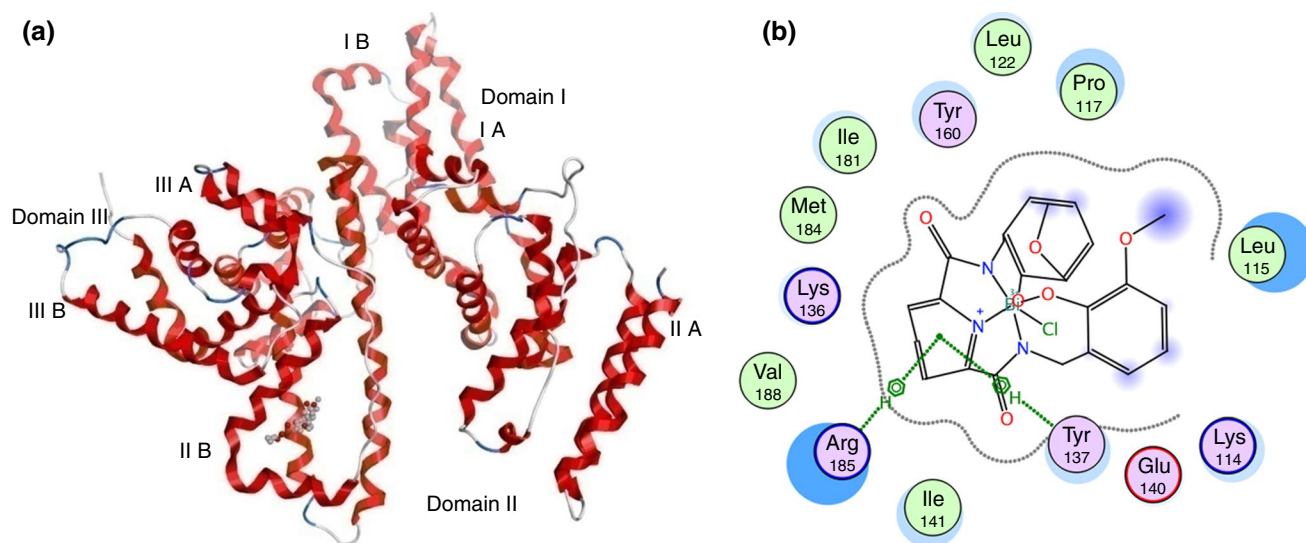 (a)
I B
Domain I
I A
III A
Domain III
III B
II A
II B
Domain II
(b)
Leu
122
Pro
117
Tyr
160
Ile
181
Met
184
Leu
115
Lys
136
Val
188
Arg
185
Tyr
137
Lys
114
Glu
140
Ile
141
O
O
O
N
O
N
+
Cl
N
O
H
H